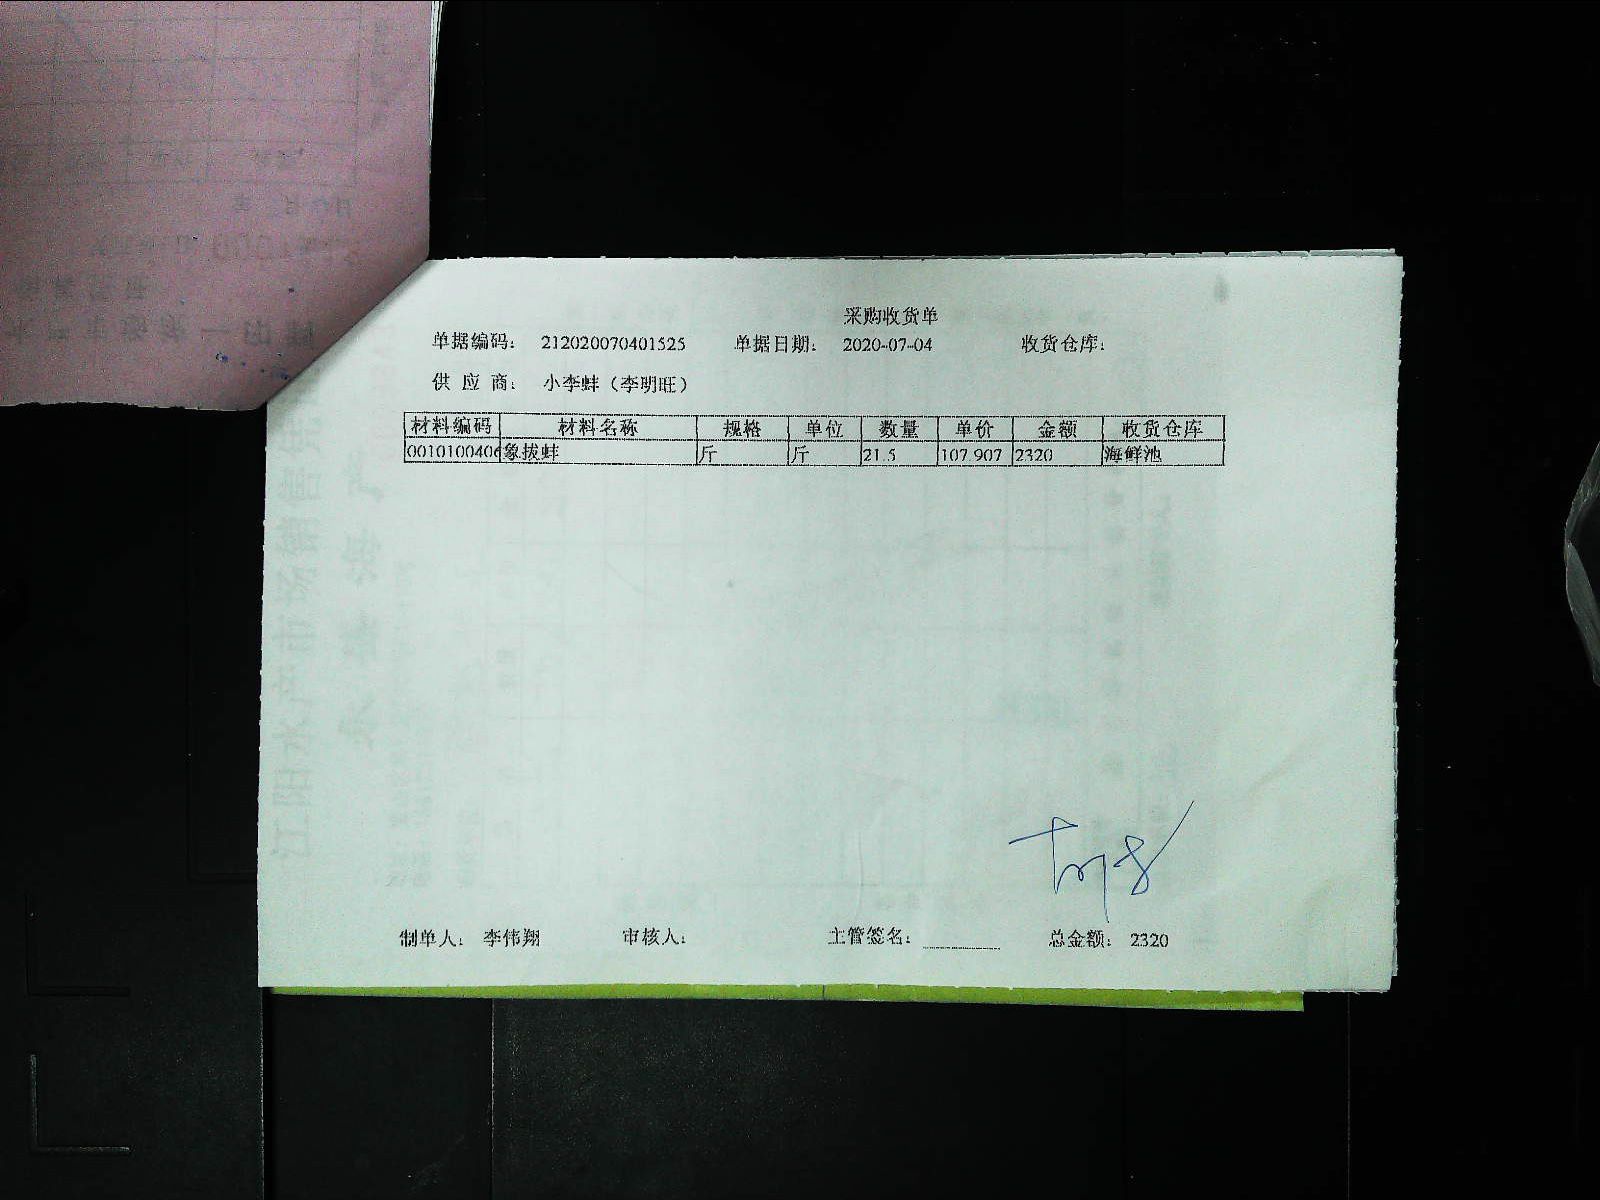 采购收货单
单据编码： 212020070401525 单据日期： 2020-07-04 收货仓库：
供 应 商： 小李蚌（李明旺）
材料编码 材料名称 规格 单位 数量 单价 金额 收货仓库
0010100406 象拔蚌 斤 斤 21.5 107.907 2320 海鲜池
制单人： 李伟翔 审核人： 主管签名： 总金额： 2320